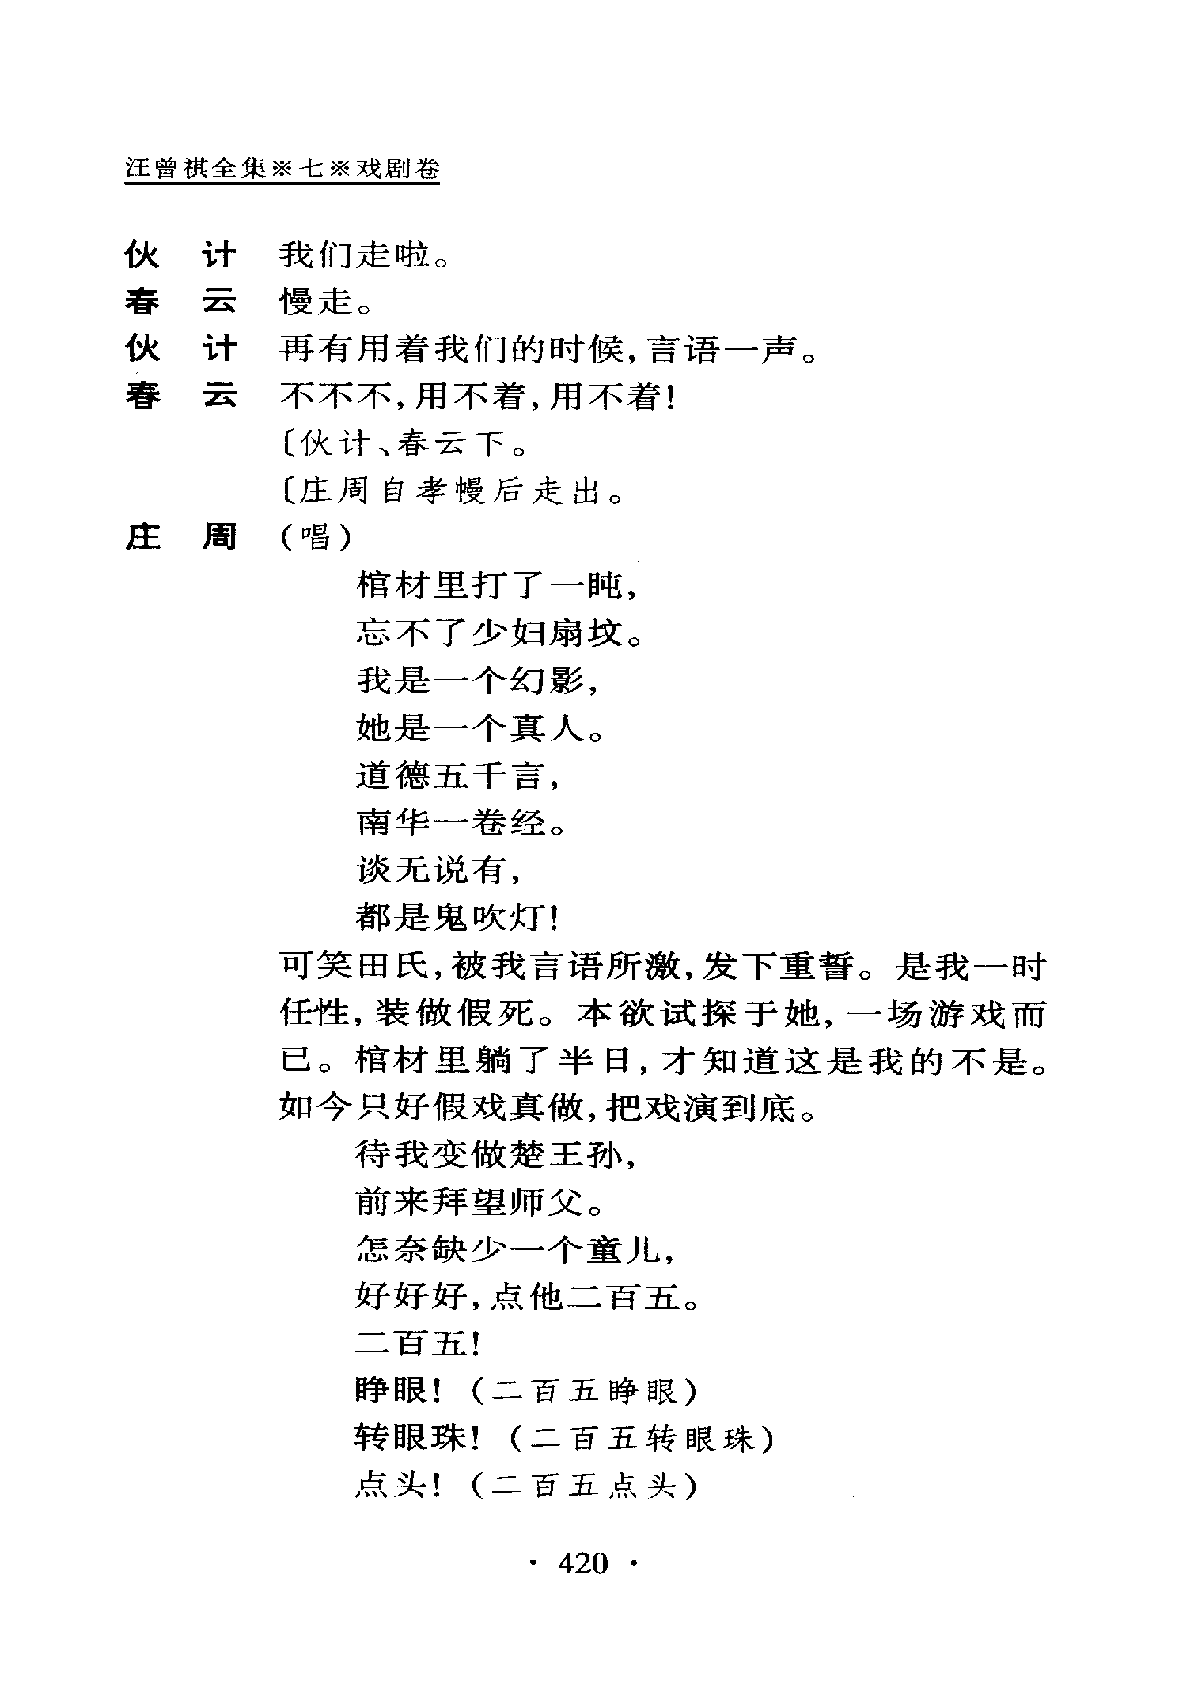 汪曾祺全集※七※戏剧卷
伙　计　我们走啦。
春　云　慢走。
伙　计　再有用着我们的时候，言语一声。
春　云　不不不，用不着，用不着！
〔伙计、春云下。
〔庄周自孝幔后走出。
庄　周　（唱）
棺材里打了一盹，
忘不了少妇扇坟。
我是一个幻影，
她是一个真人。
道德五千言，
南华一卷经。
谈无说有，
都是鬼吹灯！
可笑田氏，被我言语所激，发下重誓。是我一时
任性，装做假死。本欲试探于她，一场游戏而
已。棺材里躺了半日，才知道这是我的不是。
如今只好假戏真做，把戏演到底。
待我变做楚王孙，
前来拜望师父。
怎奈缺少一个童儿，
好好好，点他二百五。
二百五！
睁眼！（二百五睁眼）
转眼珠！（二百五转眼珠）
点头！（二百五点头）
· 420 ·